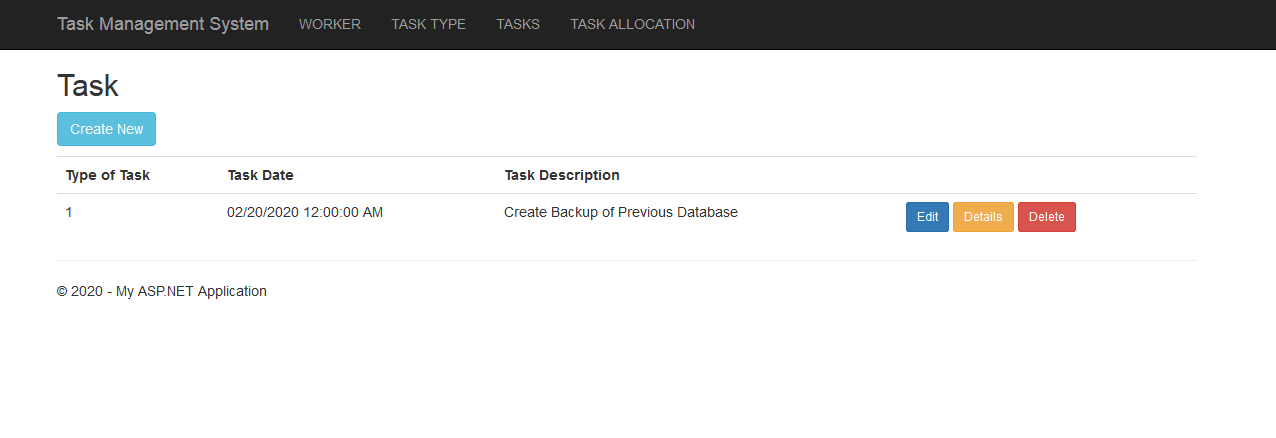 Task Management System WORKER TASK TYPE TASKS TASK ALLOCATION
Task
Create New
Type of Task Task Date Task Description
1 02/20/2020 12:00:00 AM Create Backup of Previous Database Edit Details Delete
© 2020 - My ASP.NET Application